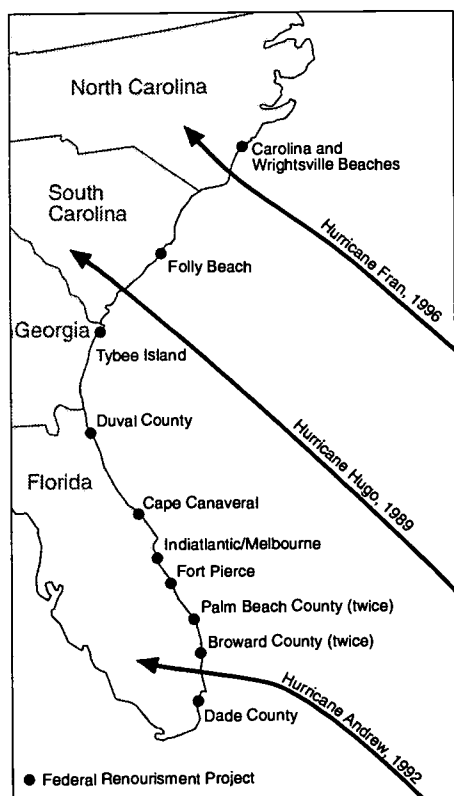 North Carolina
Carolina and
Wrightsville Beaches
South
Carolina
Hurricane Fran, 1996
Folly Beach
Georgia
Tybee Island
Hurricane Hugo, 1989
Duval County
Florida
Cape Canaveral
Indiatlantic/Melbourne
Fort Pierce
Palm Beach County (twice)
Broward County (twice)
Hurricane Andrew, 1992
Dade County
Federal Renourisment Project